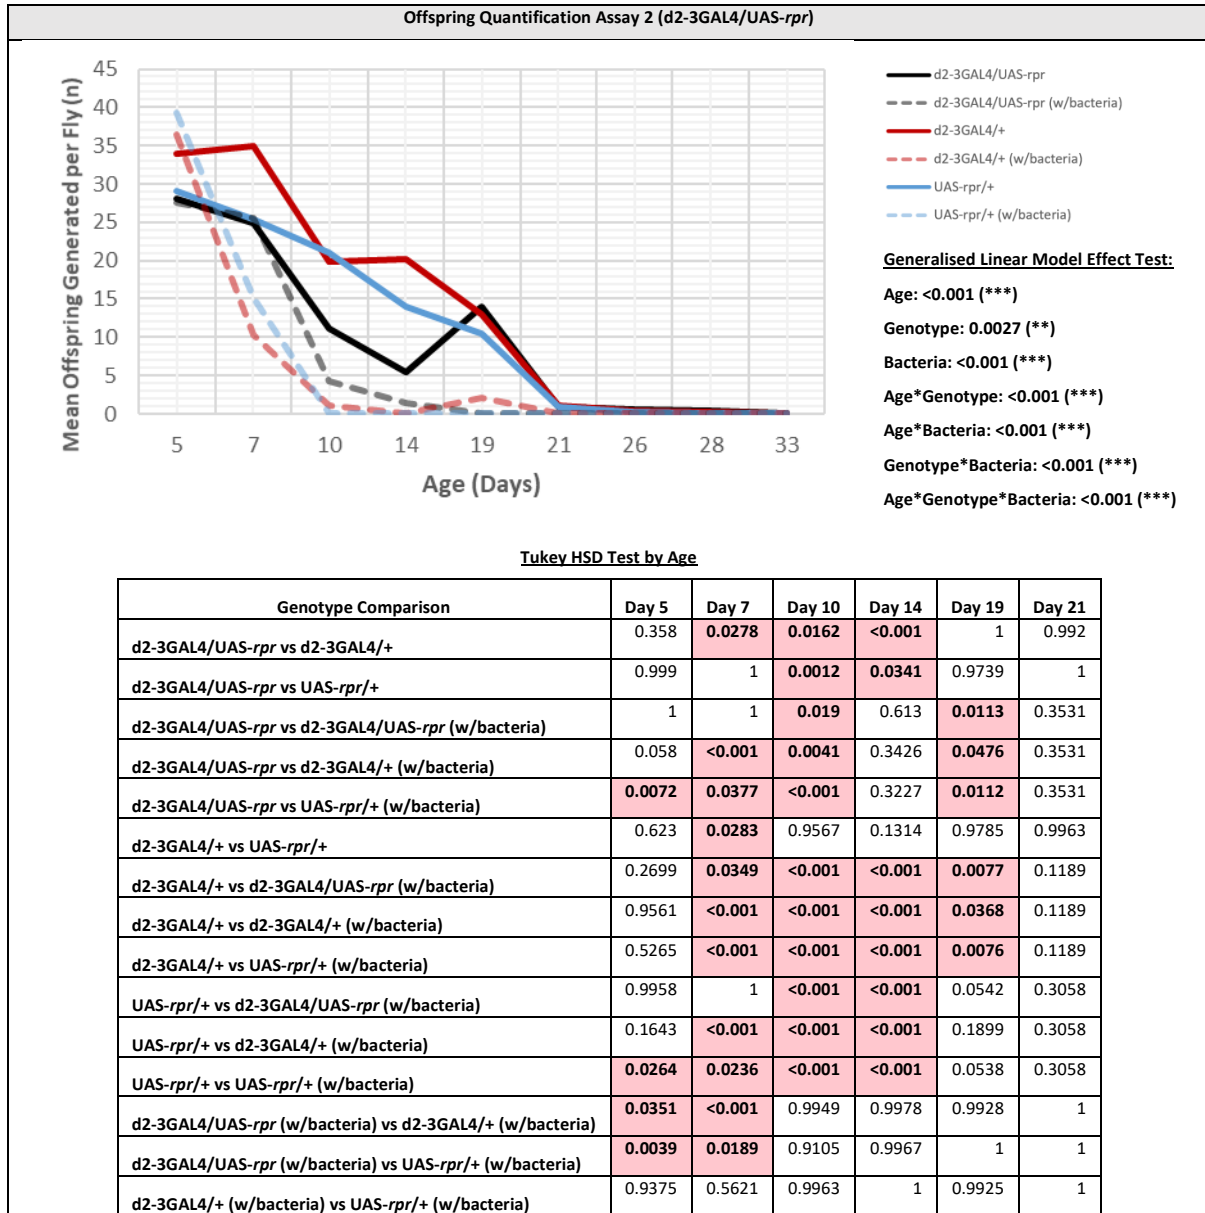 Offspring Quantification Assay 2 (d2-3GAL4/UAS-rpr)
Mean Offspring Generated per Fly (n)
45
40
35
30
25
20
15
10
5
0
5 7 10 14 19 21 26 28 33
Age (Days)
d2-3GAL4/UAS-rpr
d2-3GAL4/UAS-rpr (w/bacteria)
d2-3GAL4/+
d2-3GAL4/+ (w/bacteria)
UAS-rpr/+
UAS-rpr/+ (w/bacteria)
Generalised Linear Model Effect Test:
Age: <0.001 (***)
Genotype: 0.0027 (**)
Bacteria: <0.001 (***)
Age*Genotype: <0.001 (***)
Age*Bacteria: <0.001 (***)
Genotype*Bacteria: <0.001 (***)
Age*Genotype*Bacteria: <0.001 (***)
Tukey HSD Test by Age
Genotype Comparison Day 5 Day 7 Day 10 Day 14 Day 19 Day 21
d2-3GAL4/UAS-rpr vs d2-3GAL4/+ 0.358 0.0278 0.0162 <0.001 1 0.992
d2-3GAL4/UAS-rpr vs UAS-rpr/+ 0.999 1 0.0012 0.0341 0.9739 1
d2-3GAL4/UAS-rpr vs d2-3GAL4/UAS-rpr (w/bacteria) 1 1 0.019 0.613 0.0113 0.3531
d2-3GAL4/UAS-rpr vs d2-3GAL4/+ (w/bacteria) 0.058 <0.001 0.0041 0.3426 0.0476 0.3531
d2-3GAL4/UAS-rpr vs UAS-rpr/+ (w/bacteria) 0.0072 0.0377 <0.001 0.3227 0.0112 0.3531
d2-3GAL4/+ vs UAS-rpr/+ 0.623 0.0283 0.9567 0.1314 0.9785 0.9963
d2-3GAL4/+ vs d2-3GAL4/UAS-rpr (w/bacteria) 0.2699 0.0349 <0.001 <0.001 0.0077 0.1189
d2-3GAL4/+ vs d2-3GAL4/+ (w/bacteria) 0.9561 <0.001 <0.001 <0.001 0.0368 0.1189
d2-3GAL4/+ vs UAS-rpr/+ (w/bacteria) 0.5265 <0.001 <0.001 <0.001 0.0076 0.1189
UAS-rpr/+ vs d2-3GAL4/UAS-rpr (w/bacteria) 0.9958 1 <0.001 <0.001 0.0542 0.3058
UAS-rpr/+ vs d2-3GAL4/+ (w/bacteria) 0.1643 <0.001 <0.001 <0.001 0.1899 0.3058
UAS-rpr/+ vs UAS-rpr/+ (w/bacteria) 0.0264 0.0236 <0.001 <0.001 0.0538 0.3058
d2-3GAL4/UAS-rpr (w/bacteria) vs d2-3GAL4/+ (w/bacteria) 0.0351 <0.001 0.9949 0.9978 0.9928 1
d2-3GAL4/UAS-rpr (w/bacteria) vs UAS-rpr/+ (w/bacteria) 0.0039 0.0189 0.9105 0.9967 1 1
d2-3GAL4/+ (w/bacteria) vs UAS-rpr/+ (w/bacteria) 0.9375 0.5621 0.9963 1 0.9925 1